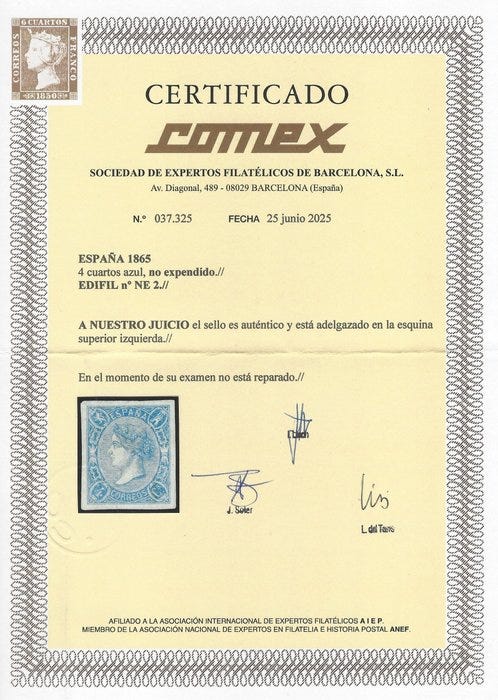 6 CUARTOS
CORREOS
FRANCO
1850
CERTIFICADO
comex
SOCIEDAD DE EXPERTOS FILATÉLICOS DE BARCELONA, S.L.
Av. Diagonal, 489 - 08029 BARCELONA (España)
N.º 037.325 FECHA 25 junio 2025
ESPAÑA 1865
4 cuartos azul, no expendido.//
EDIFIL nº NE 2.//
A NUESTRO JUICIO el sello es auténtico y está adelgazado en la esquina
superior izquierda.//
En el momento de su examen no está reparado.//
ESPAÑA
CORREOS
J. Soler
L. del Tarre
AFILIADO A LA ASOCIACIÓN INTERNACIONAL DE EXPERTOS FILATÉLICOS A I E P.
MIEMBRO DE LA ASOCIACIÓN NACIONAL DE EXPERTOS EN FILATELIA E HISTORIA POSTAL ANEF.